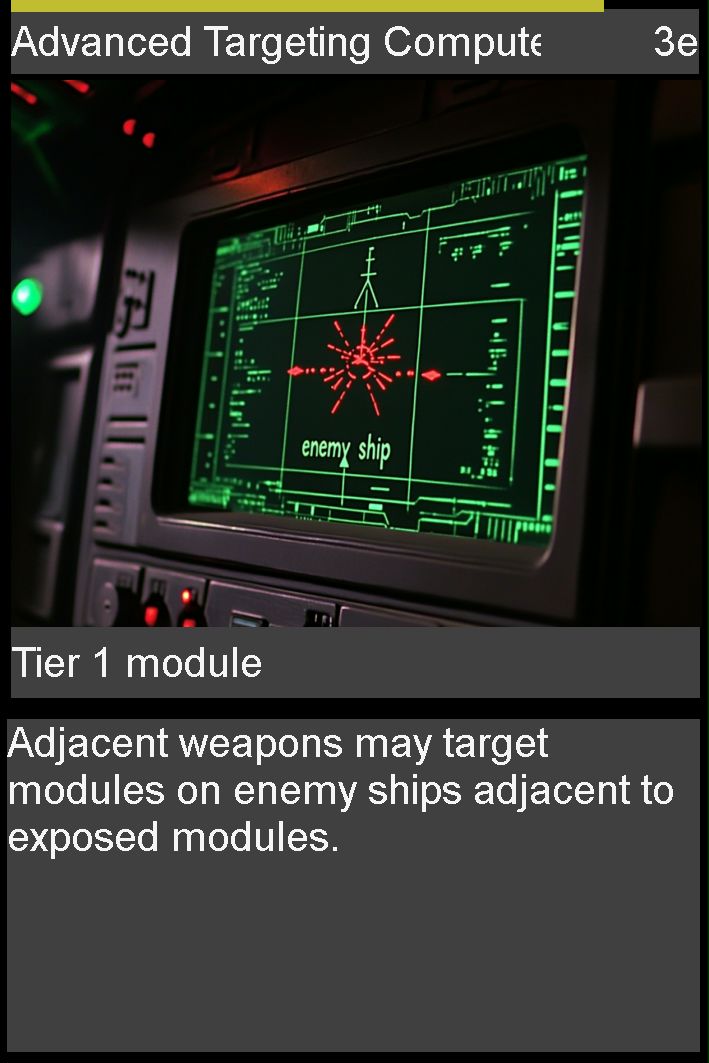 Advanced Targeting Compute
3e
enemy ship
Tier 1 module
Adjacent weapons may target
modules on enemy ships adjacent to
exposed modules.